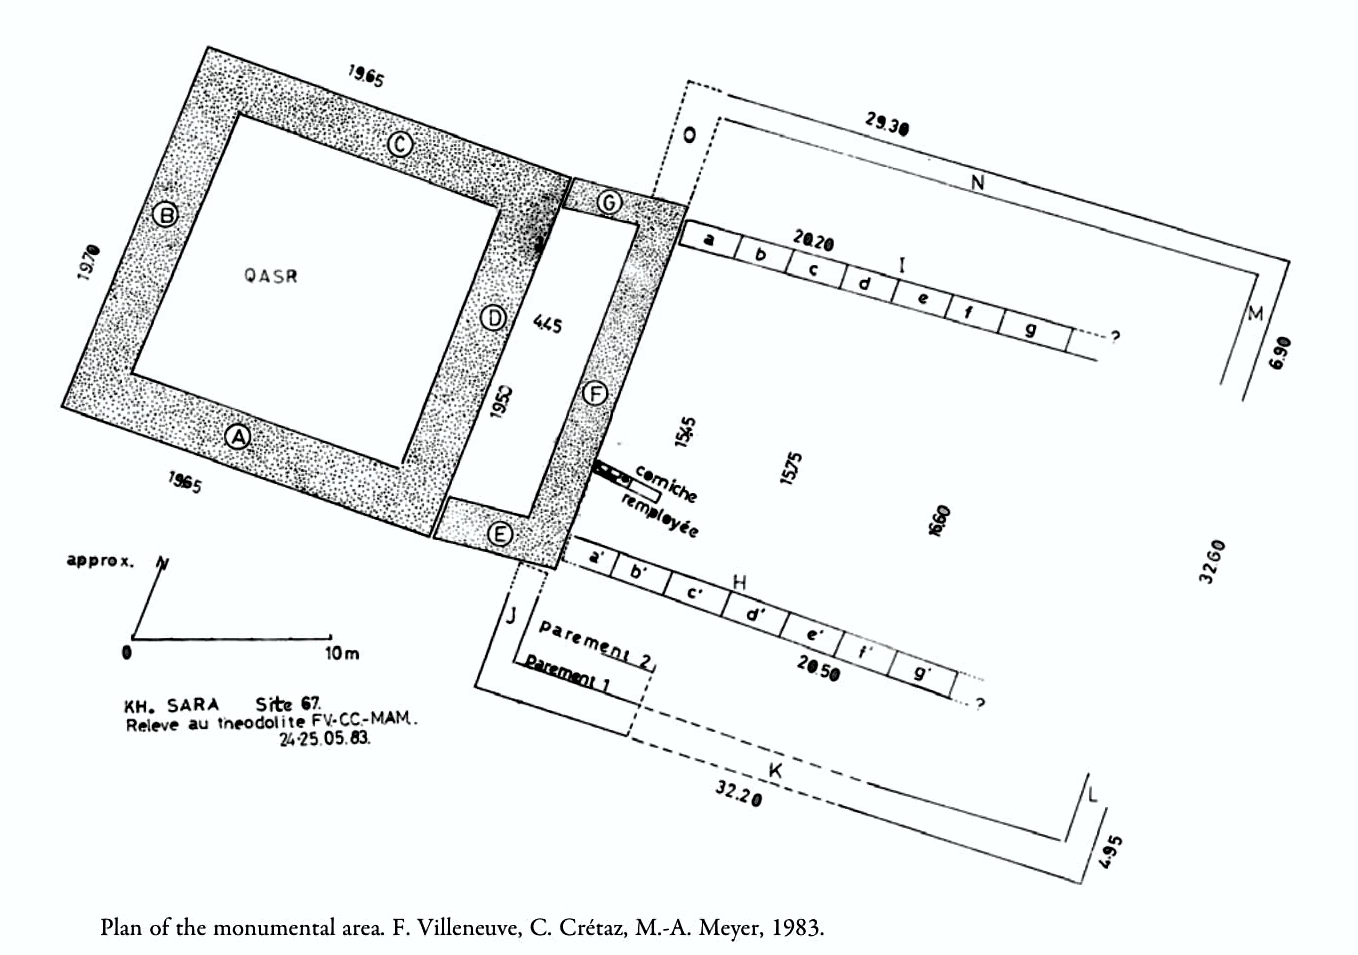 19.65
C
B
19.70
QASR
D
A
19.65
G
4.45
19.50
F
E
O
29.30
N
M
6.90
a
b
c
d
e
f
g
20.20
I
?
15.45
15.75
16.60
32.60
corniche
remployée
a'
b'
c'
d'
e'
f'
g'
H
20.50
?
J
parement 2
parement 1
K
32.20
L
4.95
approx. N
0 10 m
KH. SARA Site 67.
Releve au theodolite FV.-CC.-MAM.
24-25.05.83.
Plan of the monumental area. F. Villeneuve, C. Crétaz, M.-A. Meyer, 1983.